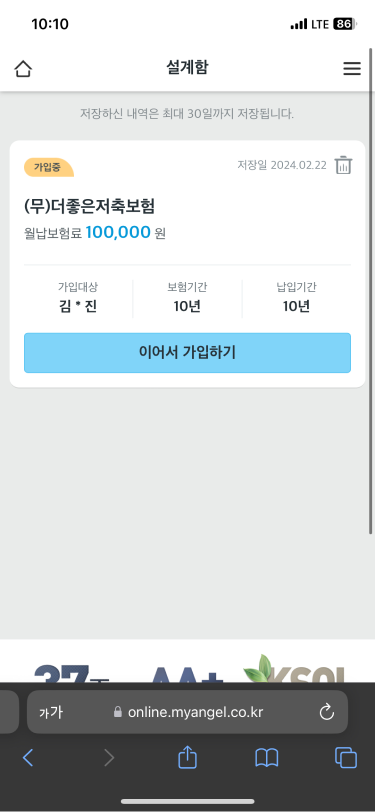 10:10
LTE 86
설계함
저장하신 내역은 최대 30일까지 저장됩니다.
가입중
저장일 2024.02.22
(무)더좋은저축보험
월납보험료 100,000 원
가입대상 보험기간 납입기간
김 * 진 10년 10년
이어서 가입하기
37 AA+
가가 online.myangel.co.kr